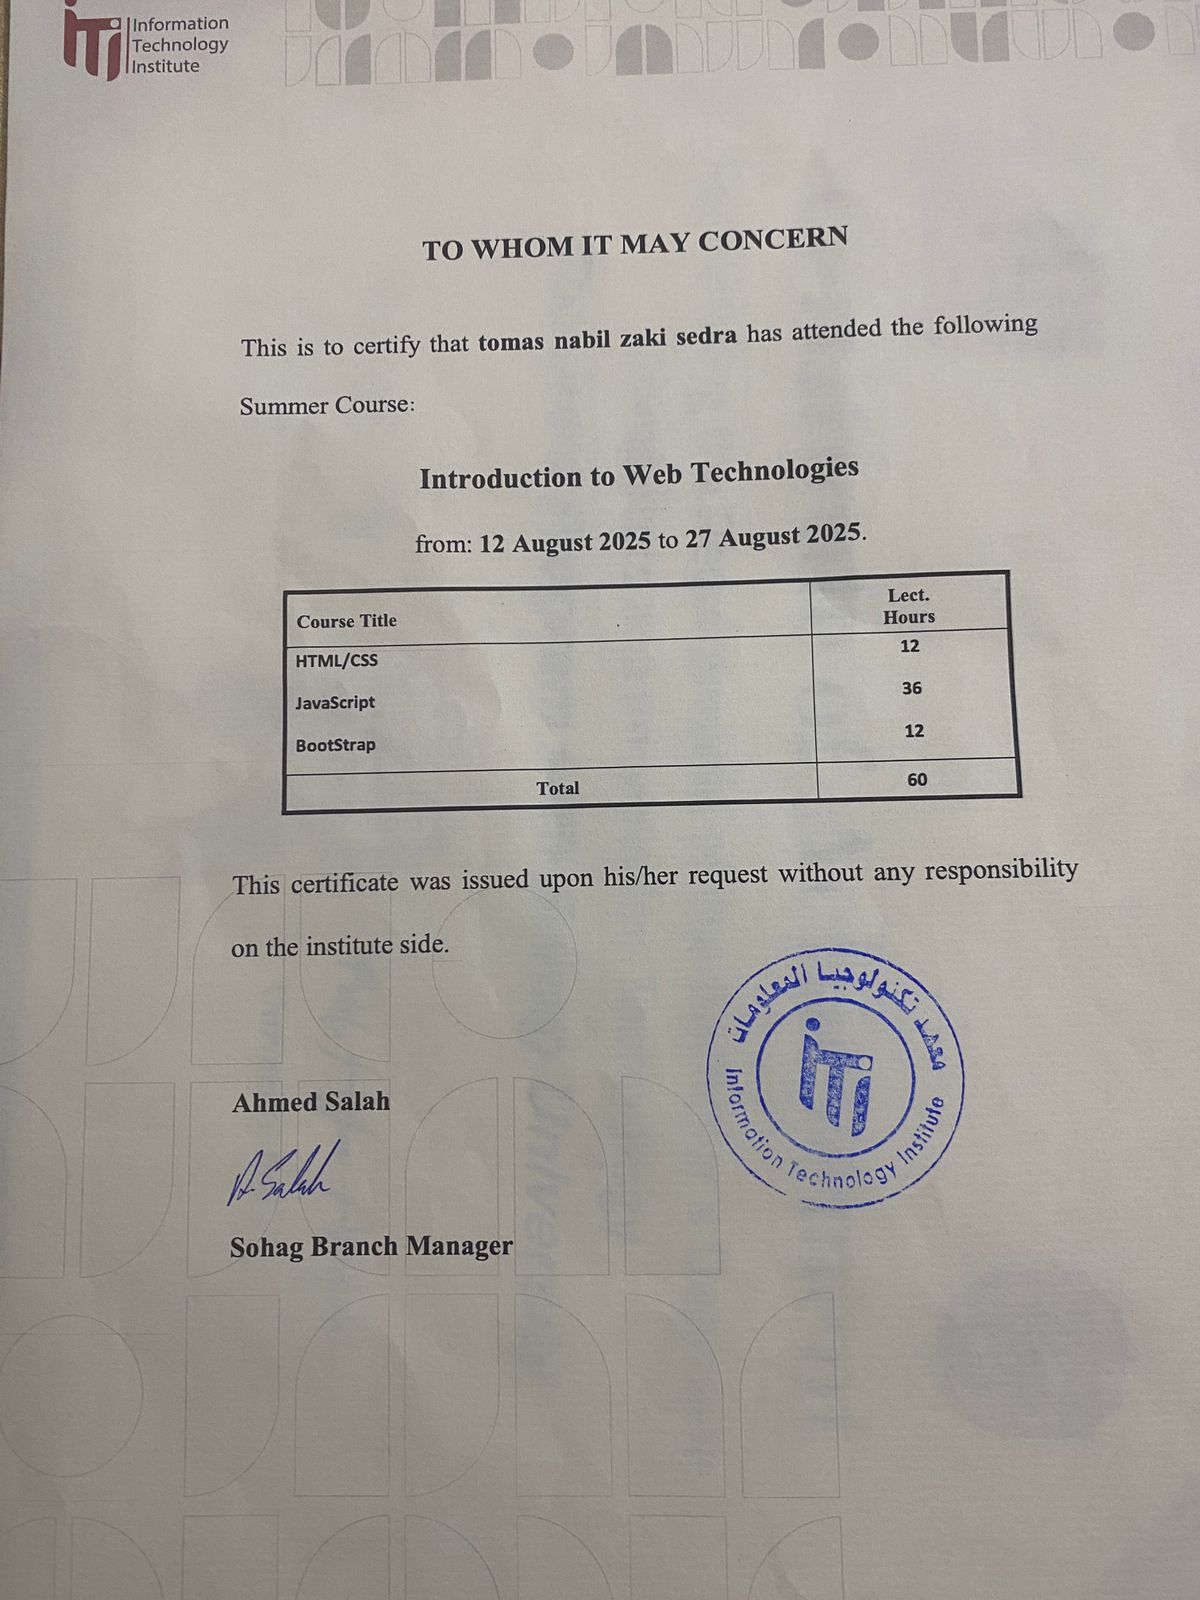 Information
Technology
Institute
TO WHOM IT MAY CONCERN
This is to certify that tomas nabil zaki sedra has attended the following
Summer Course:
Introduction to Web Technologies
from: 12 August 2025 to 27 August 2025.
Course Title Lect. Hours
HTML/CSS 12
JavaScript 36
BootStrap 12
Total 60
This certificate was issued upon his/her request without any responsibility
on the institute side.
معهد تكنولوجيا المعلومات
iTi
Information Technology Institute
Ahmed Salah
A. Salah
Sohag Branch Manager